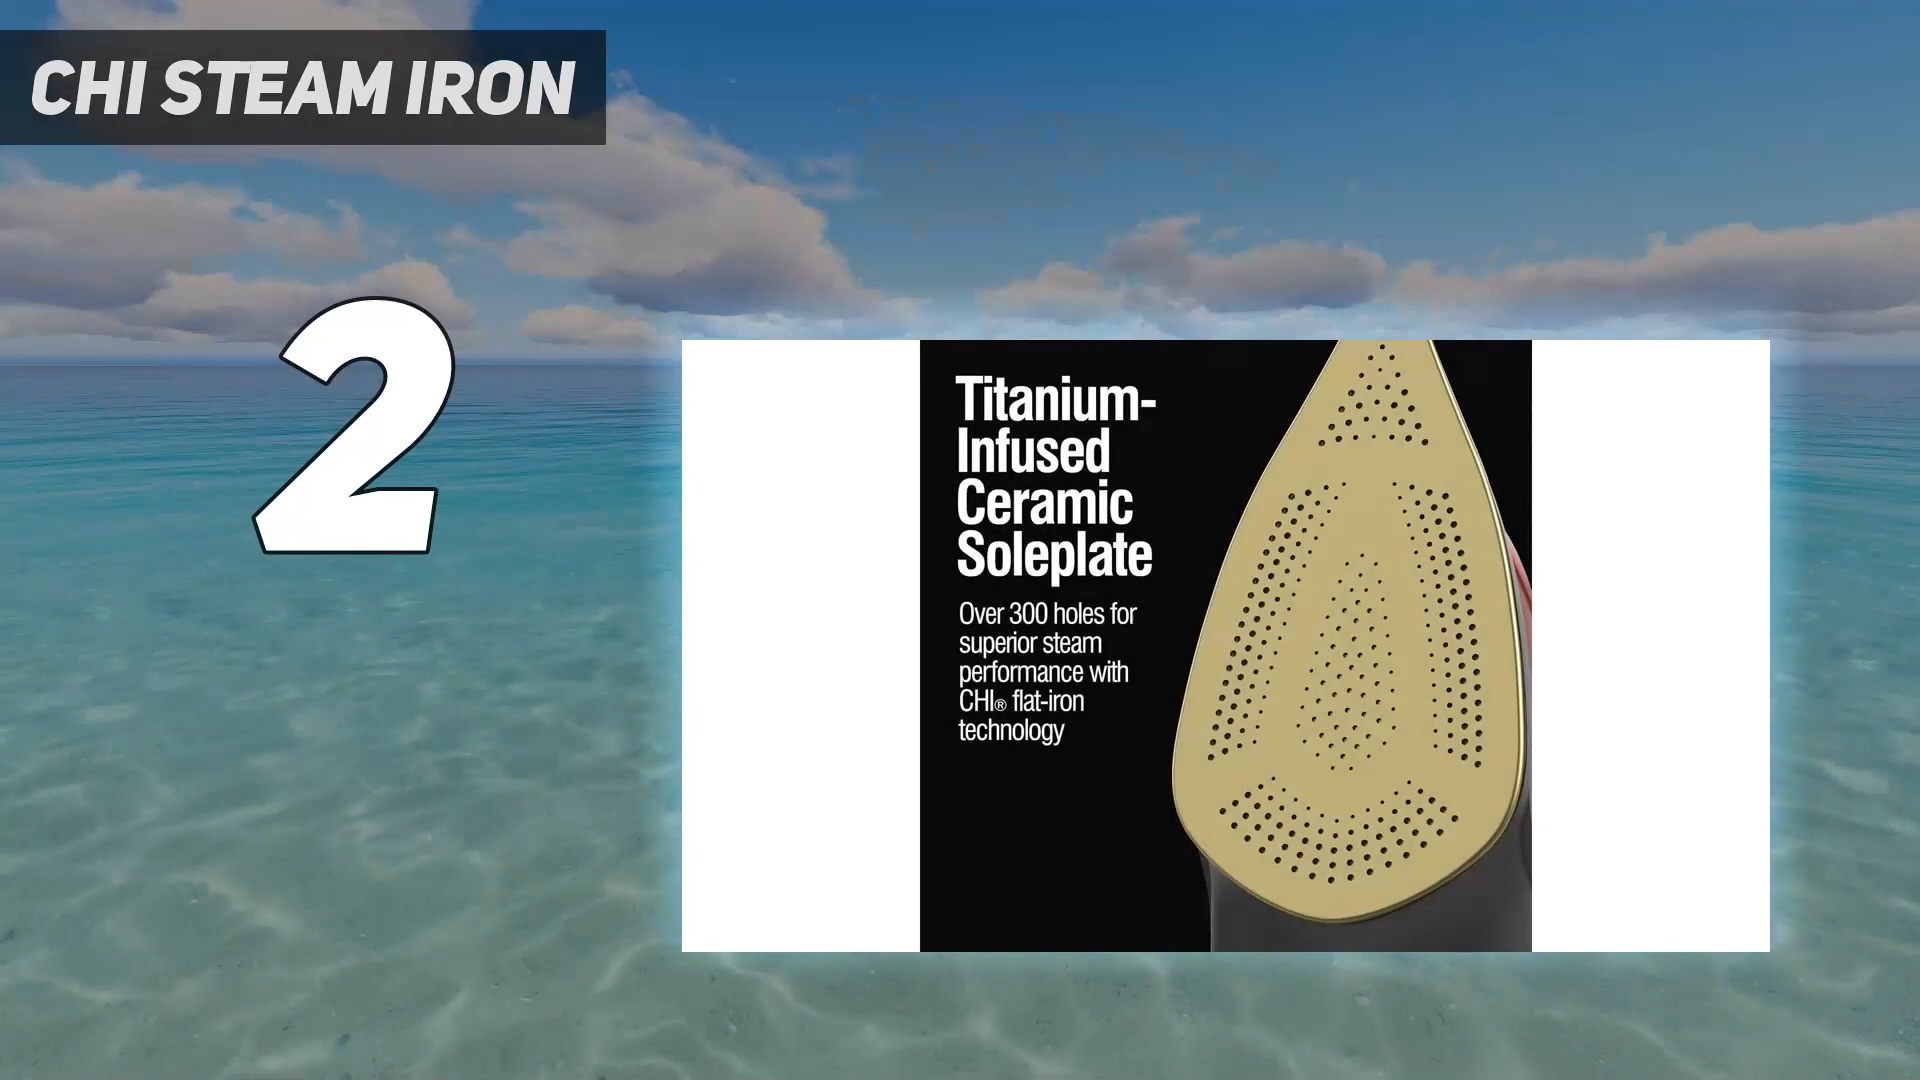 CHI STEAM IRON
2
Titanium-
Infused
Ceramic
Soleplate
Over 300 holes for
superior steam
performance with
CHI® flat-iron
technology